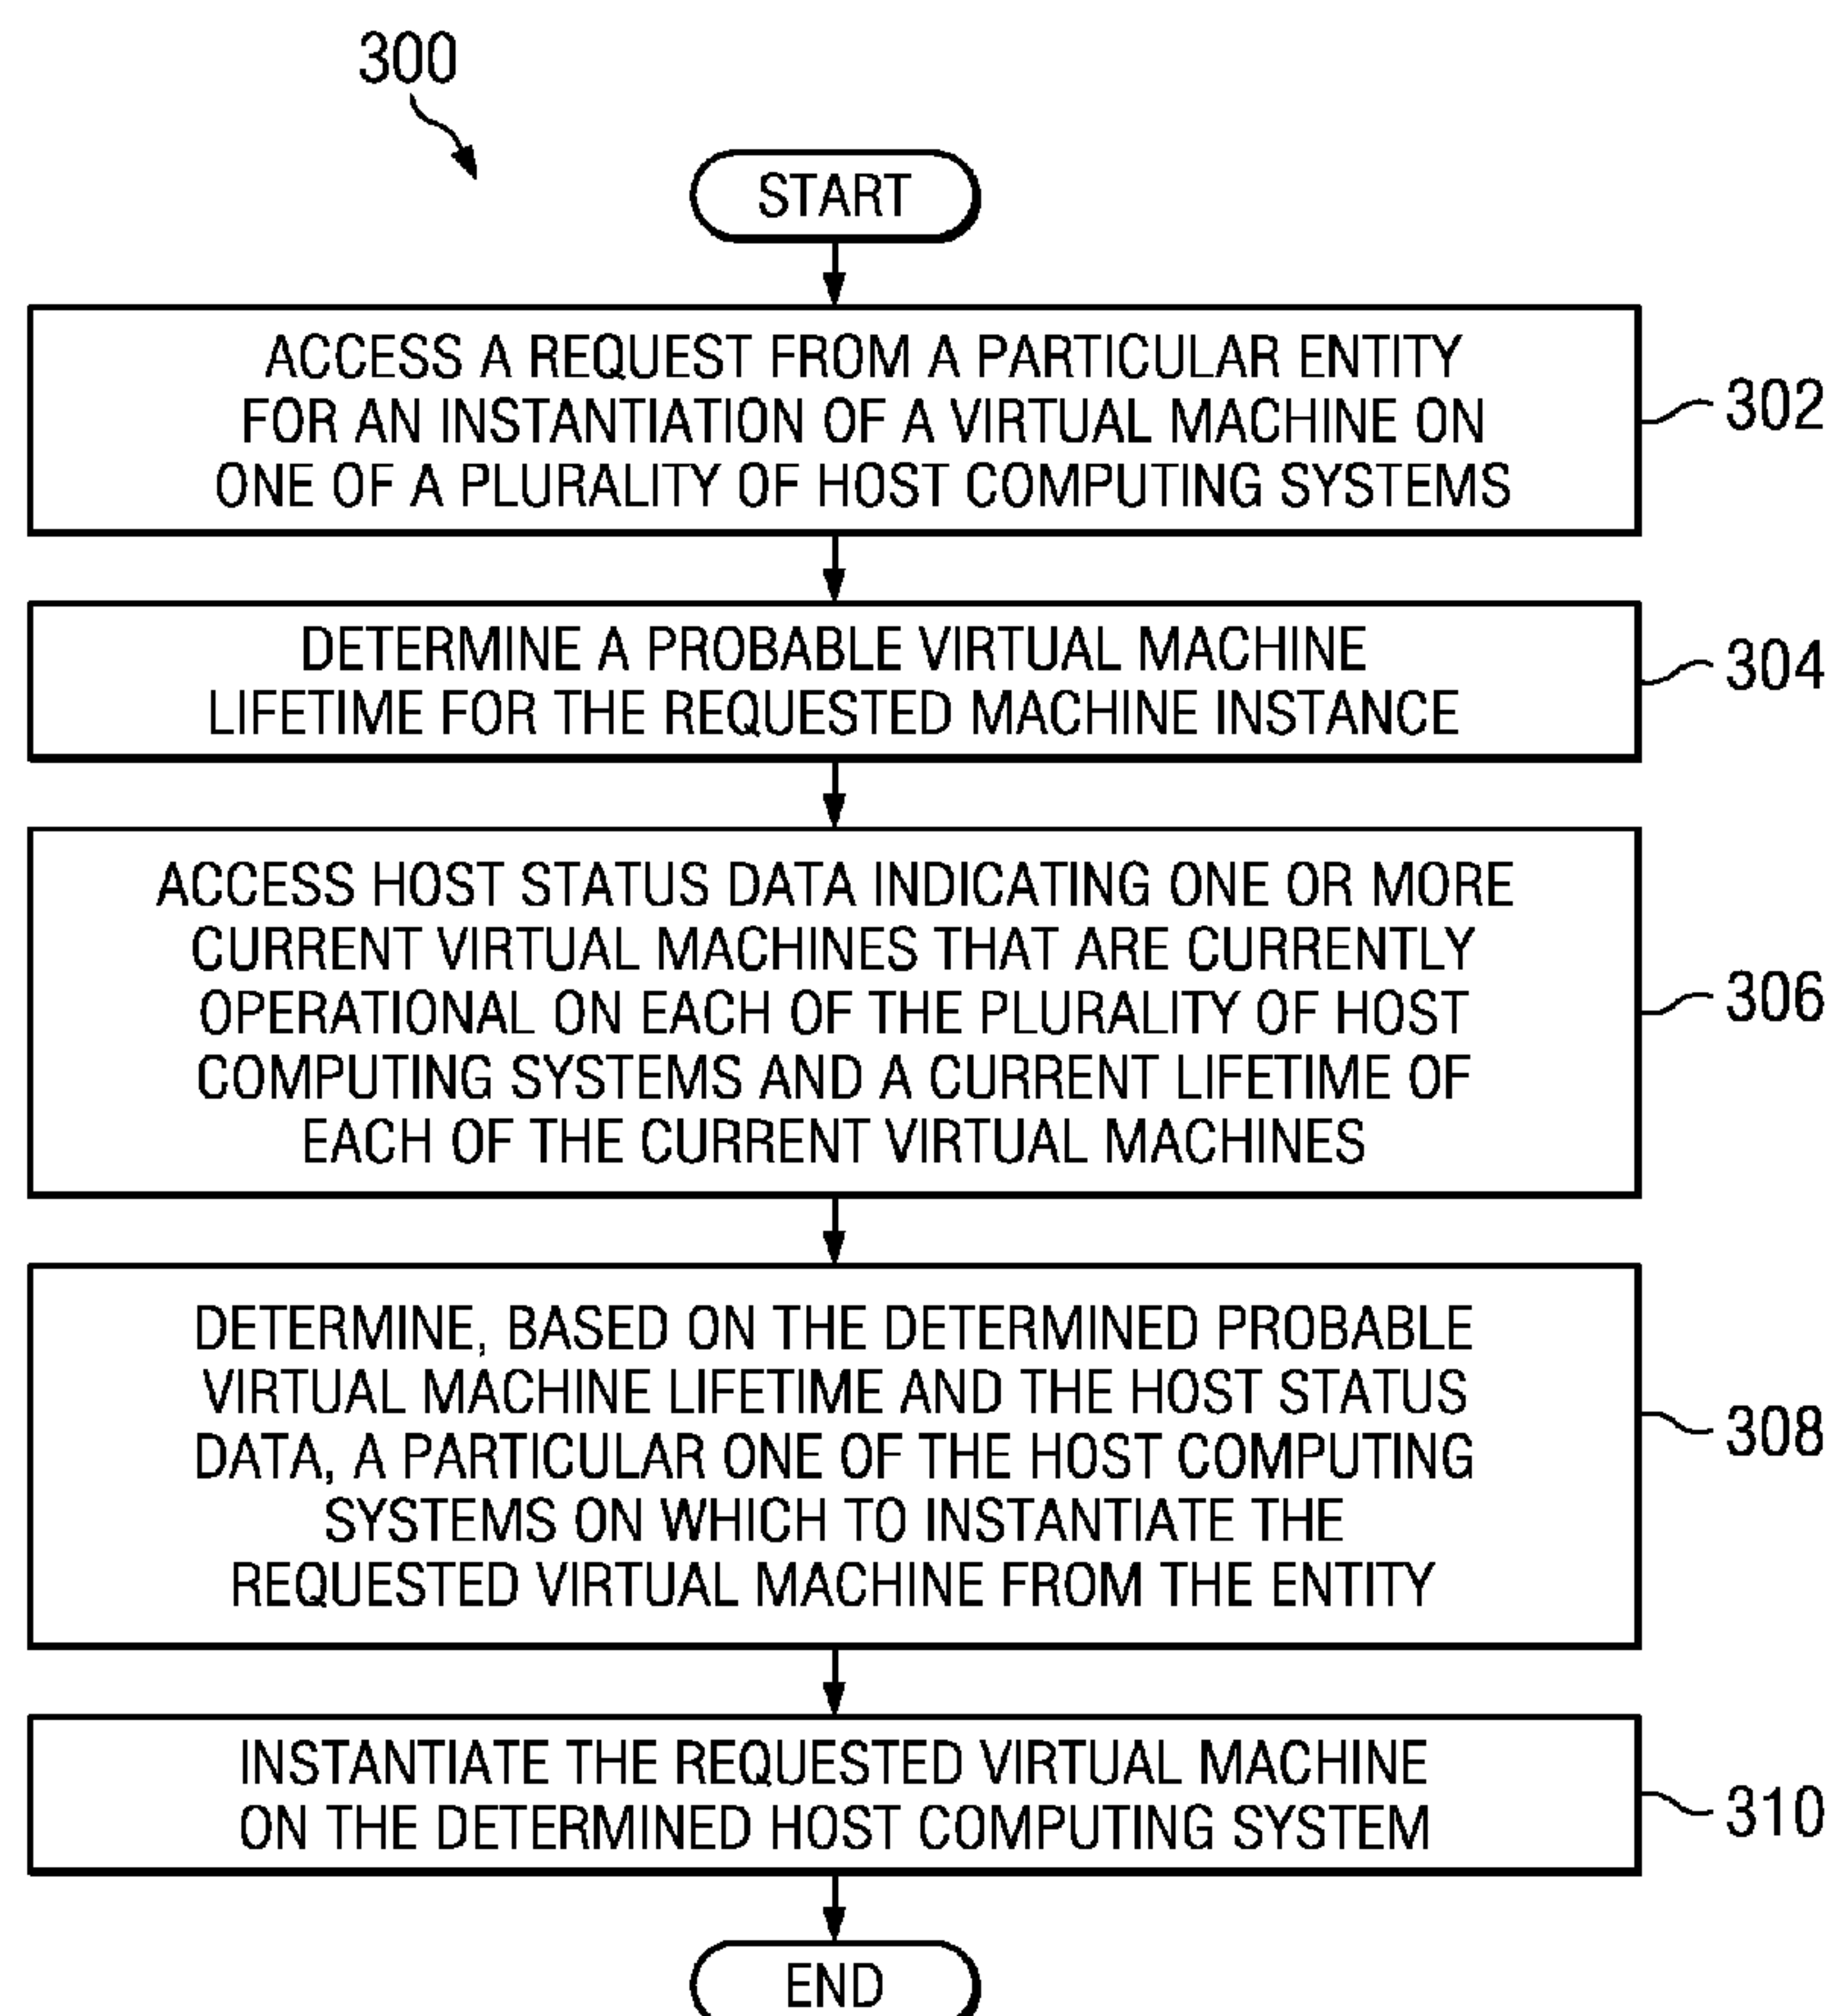 300
START
ACCESS A REQUEST FROM A PARTICULAR ENTITY
FOR AN INSTANTIATION OF A VIRTUAL MACHINE ON
ONE OF A PLURALITY OF HOST COMPUTING SYSTEMS
302
DETERMINE A PROBABLE VIRTUAL MACHINE
LIFETIME FOR THE REQUESTED MACHINE INSTANCE
304
ACCESS HOST STATUS DATA INDICATING ONE OR MORE
CURRENT VIRTUAL MACHINES THAT ARE CURRENTLY
OPERATIONAL ON EACH OF THE PLURALITY OF HOST
COMPUTING SYSTEMS AND A CURRENT LIFETIME OF
EACH OF THE CURRENT VIRTUAL MACHINES
306
DETERMINE, BASED ON THE DETERMINED PROBABLE
VIRTUAL MACHINE LIFETIME AND THE HOST STATUS
DATA, A PARTICULAR ONE OF THE HOST COMPUTING
SYSTEMS ON WHICH TO INSTANTIATE THE
REQUESTED VIRTUAL MACHINE FROM THE ENTITY
308
INSTANTIATE THE REQUESTED VIRTUAL MACHINE
ON THE DETERMINED HOST COMPUTING SYSTEM
310
END